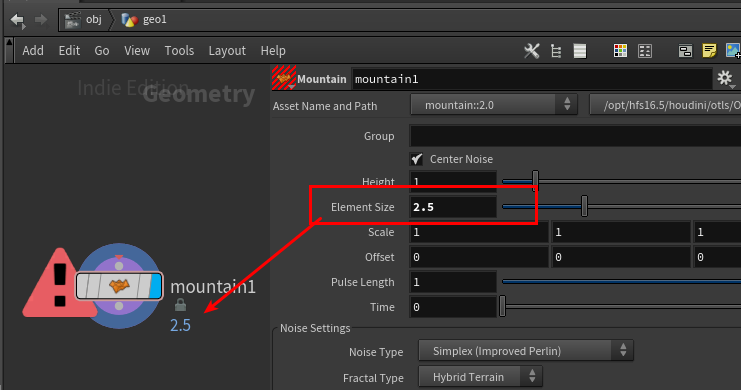 obj geo1
Add Edit Go View Tools Layout Help
Indie Edition
Geometry
Mountain mountain1
Asset Name and Path mountain::2.0 /opt/hfs16.5/houdini/otls/O
Group
Center Noise
Height 1
Element Size 2.5
Scale 1 1 1
Offset 0 0 0
Pulse Length 1
Time 0
mountain1
2.5
Noise Settings
Noise Type Simplex (Improved Perlin)
Fractal Type Hybrid Terrain